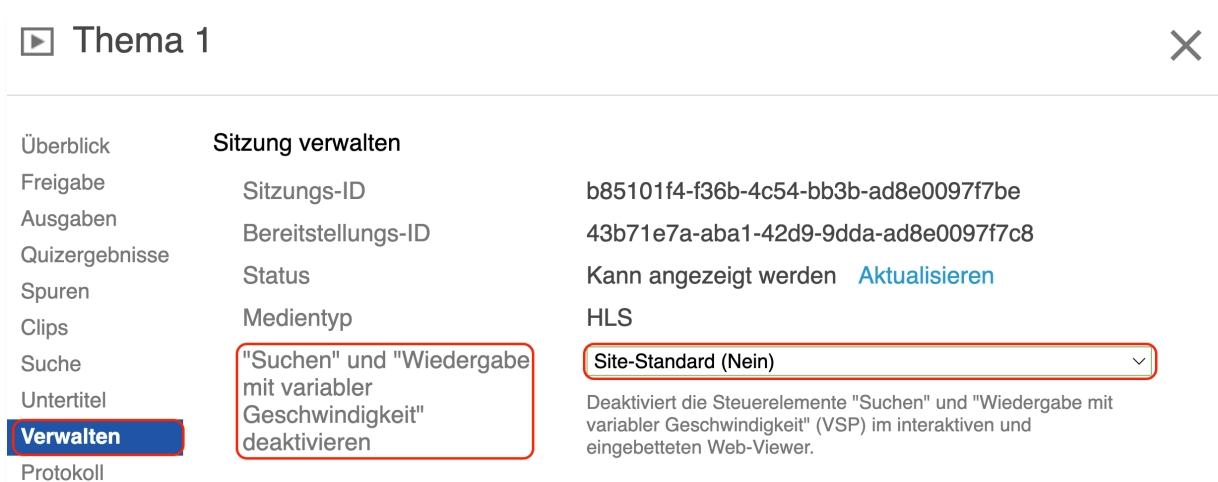 Thema 1
Überblick
Freigabe
Ausgaben
Quizergebnisse
Spuren
Clips
Suche
Untertitel
Verwalten
Protokoll
Sitzung verwalten
Sitzungs-ID b85101f4-f36b-4c54-bb3b-ad8e0097f7be
Bereitstellungs-ID 43b71e7a-aba1-42d9-9dda-ad8e0097f7c8
Status Kann angezeigt werden Aktualisieren
Medientyp HLS
"Suchen" und "Wiedergabe
mit variabler
Geschwindigkeit"
deaktivieren
Site-Standard (Nein)
Deaktiviert die Steuerelemente "Suchen" und "Wiedergabe mit
variabler Geschwindigkeit" (VSP) im interaktiven und
eingebetteten Web-Viewer.